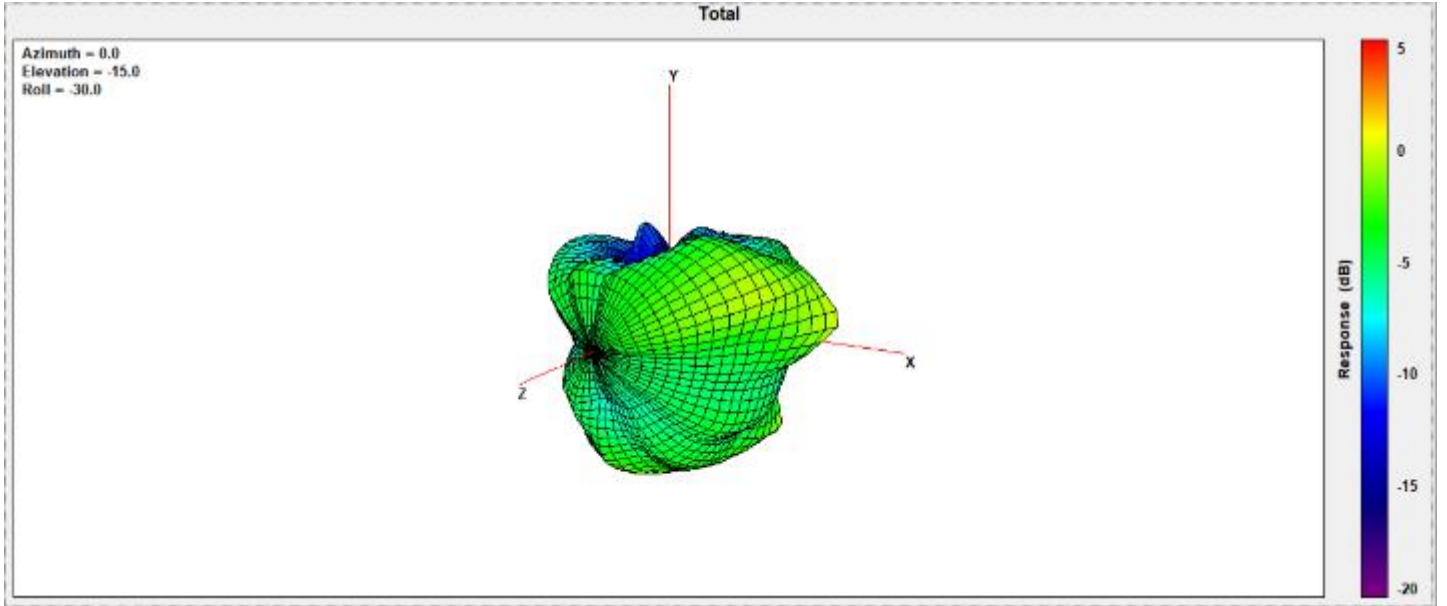 Total
Azimuth = 0.0
Elevation = -15.0
Roll = -30.0
Y
X
Z
5
0
-5
-10
-15
-20
Response (dB)